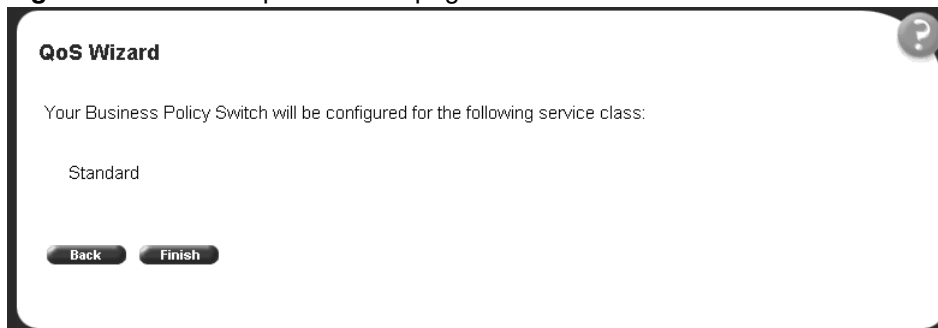 QoS Wizard
?
Your Business Policy Switch will be configured for the following service class:
Standard
Back Finish